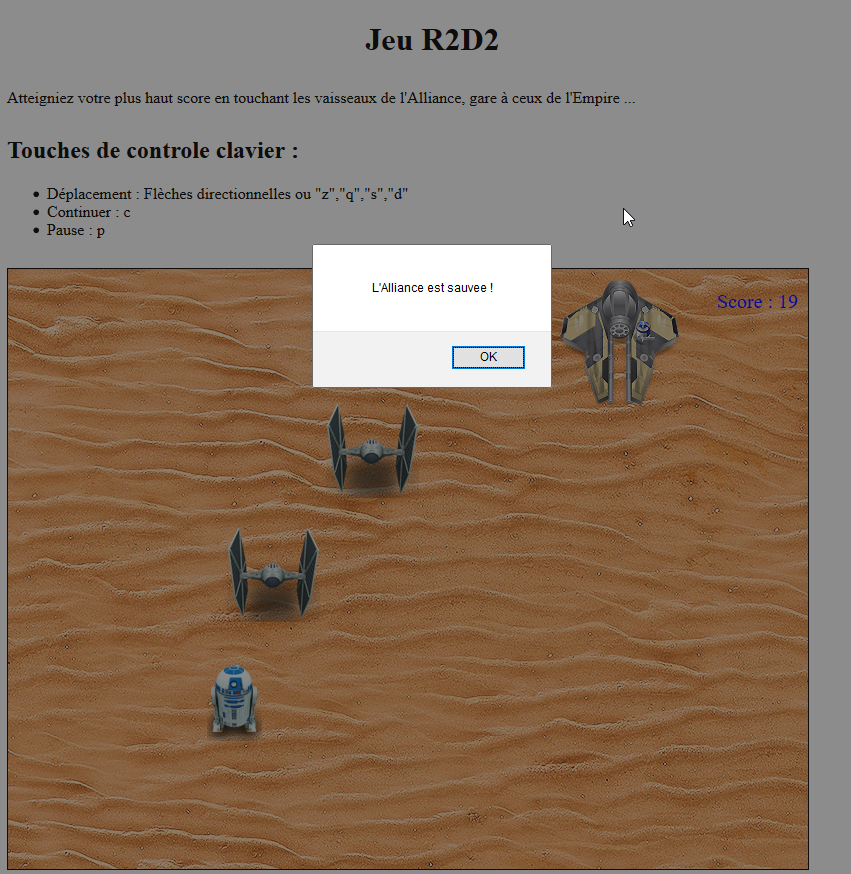 Jeu R2D2
Atteigniez votre plus haut score en touchant les vaisseaux de l'Alliance, gare à ceux de l'Empire ...
Touches de controle clavier :
Déplacement : Flèches directionnelles ou "z","q","s","d"
Continuer : c
Pause : p
L'Alliance est sauvee !
OK
Score : 19